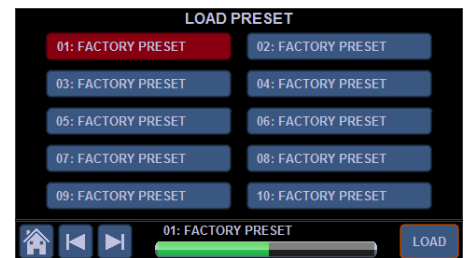 LOAD PRESET
01: FACTORY PRESET
02: FACTORY PRESET
03: FACTORY PRESET
04: FACTORY PRESET
05: FACTORY PRESET
06: FACTORY PRESET
07: FACTORY PRESET
08: FACTORY PRESET
09: FACTORY PRESET
10: FACTORY PRESET
01: FACTORY PRESET
LOAD